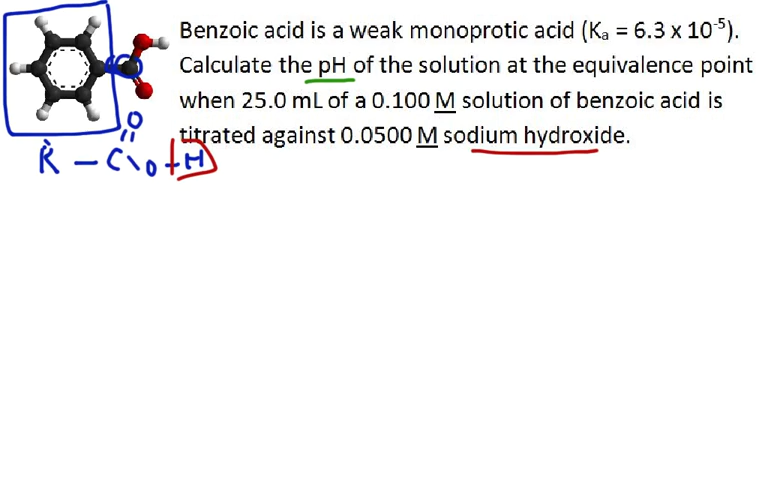 Benzoic acid is a weak monoprotic acid (Kₐ = 6.3 x 10⁻⁵).
Calculate the pH of the solution at the equivalence point
when 25.0 mL of a 0.100 M solution of benzoic acid is
titrated against 0.0500 M sodium hydroxide.
O
R – C \ O + H